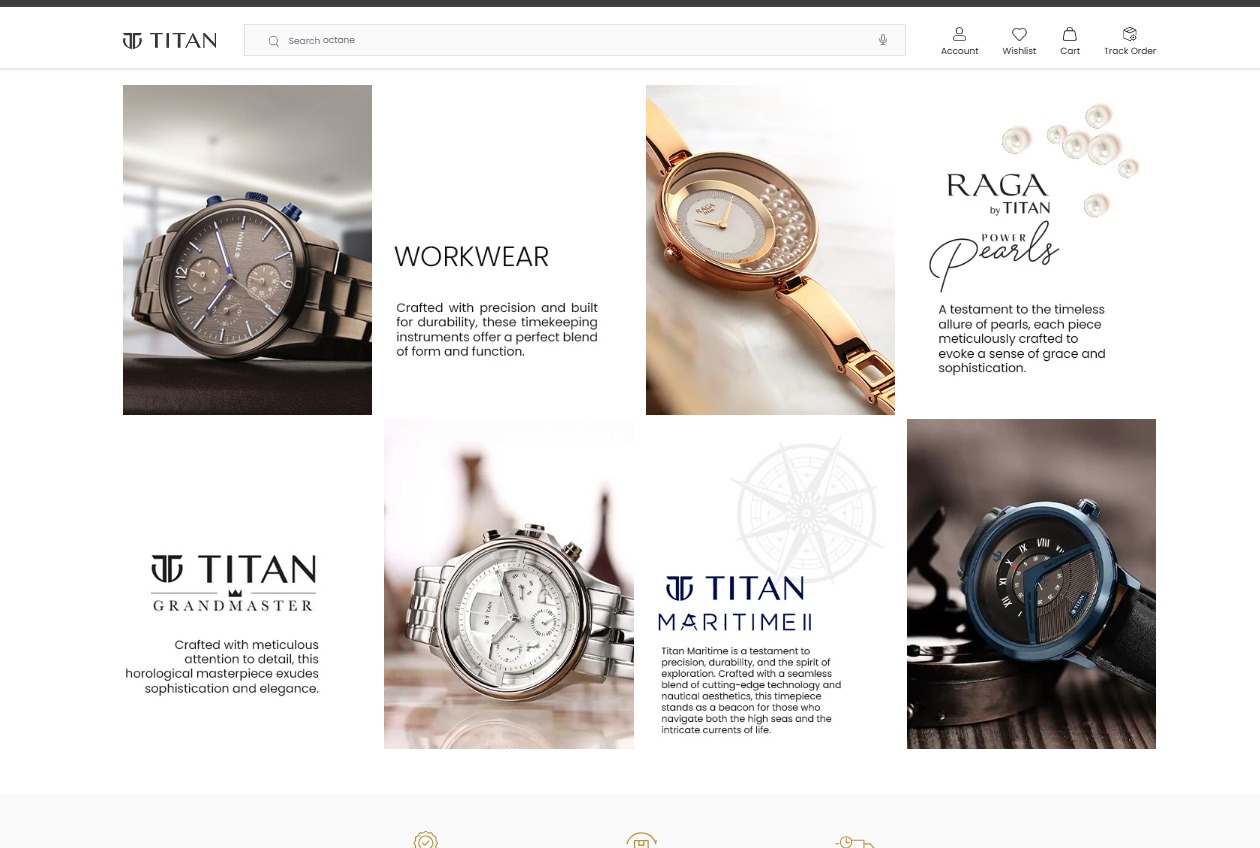 TITAN
Search octane
Account
Wishlist
Cart
Track Order
WORKWEAR
Crafted with precision and built
for durability, these timekeeping
instruments offer a perfect blend
of form and function.
RAGA
by TITAN
POWER
Pearls
A testament to the timeless
allure of pearls, each piece
meticulously crafted to
evoke a sense of grace and
sophistication.
TITAN
GRANDMASTER
Crafted with meticulous
attention to detail, this
horological masterpiece exudes
sophistication and elegance.
TITAN
TITAN
MARITIME II
Titan Maritime is a testament to
precision, durability, and the spirit of
exploration. Crafted with a seamless
blend of cutting-edge technology and
nautical aesthetics, this timepiece
stands as a beacon for those who
navigate both the high seas and the
intricate currents of life.